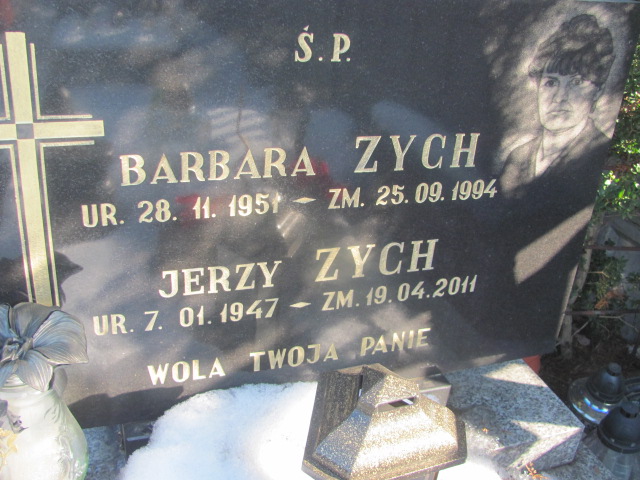 Ś.P.
BARBARA ZYCH
UR. 28. 11. 1951 - ZM. 25. 09. 1994
JERZY ZYCH
UR. 7. 01. 1947 - ZM. 19. 04. 2011
WOLA TWOJA PANIE